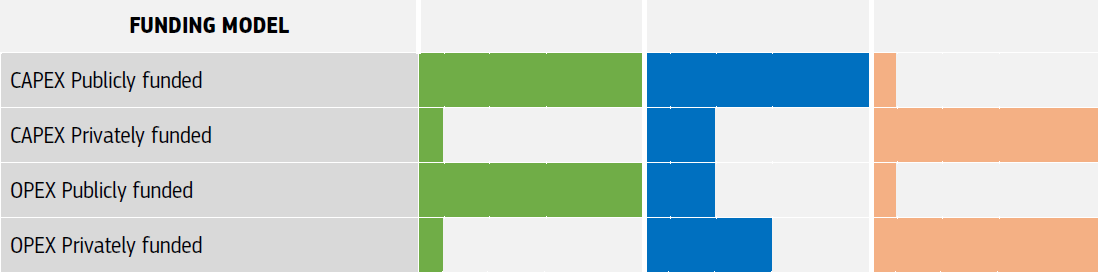 FUNDING MODEL
CAPEX Publicly funded
CAPEX Privately funded
OPEX Publicly funded
OPEX Privately funded